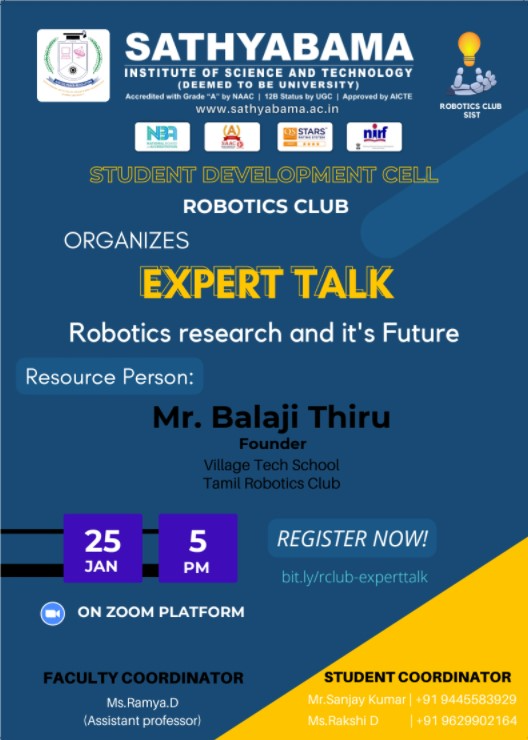 SATHYABAMA
INSTITUTE OF SCIENCE AND TECHNOLOGY
(DEEMED TO BE UNIVERSITY)
Accredited with Grade "A" by NAAC | 12B Status by UGC | Approved by AICTE
www.sathyabama.ac.in
ROBOTICS CLUB
SIST
NBA
NAAC
STARS
nirf
STUDENT DEVELOPMENT CELL
ROBOTICS CLUB
ORGANIZES
EXPERT TALK
Robotics research and it's Future
Resource Person:
Mr. Balaji Thiru
Founder
Village Tech School
Tamil Robotics Club
25
JAN
5
PM
REGISTER NOW!
bit.ly/rclub-experttalk
ON ZOOM PLATFORM
FACULTY COORDINATOR
Ms.Ramya.D
(Assistant professor)
STUDENT COORDINATOR
Mr.Sanjay Kumar | +91 9445583929
Ms.Rakshi D | +91 9629902164